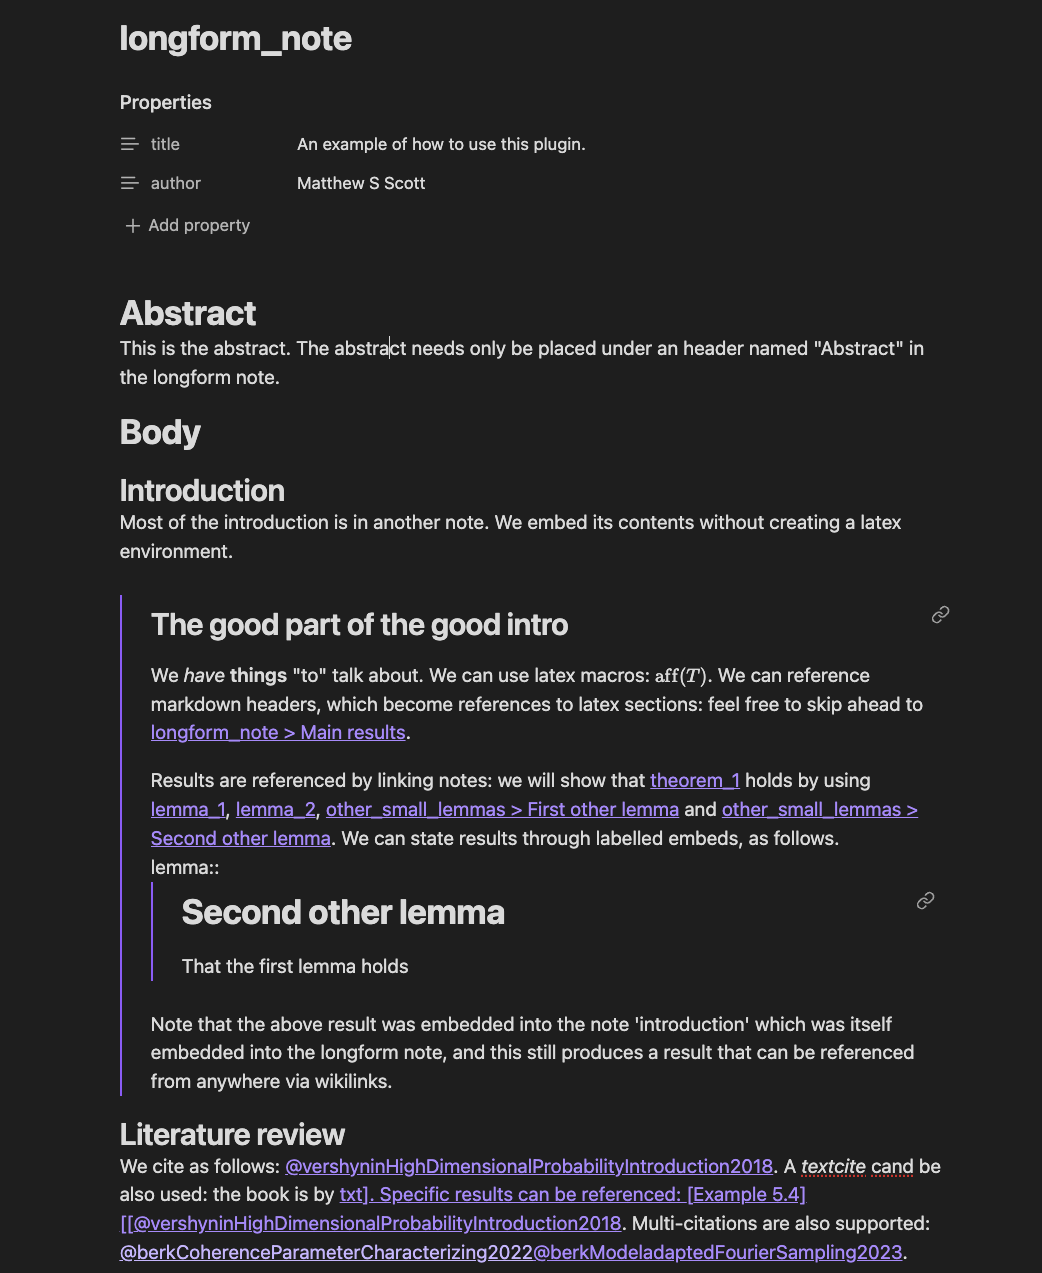 longform_note
Properties
title An example of how to use this plugin.
author Matthew S Scott
Add property
Abstract
This is the abstract. The abstract needs only be placed under an header named "Abstract" in
the longform note.
Body
Introduction
Most of the introduction is in another note. We embed its contents without creating a latex
environment.
The good part of the good intro
We have things "to" talk about. We can use latex macros: aff(T). We can reference
markdown headers, which become references to latex sections: feel free to skip ahead to
longform_note > Main results.
Results are referenced by linking notes: we will show that theorem_1 holds by using
lemma_1, lemma_2, other_small_lemmas > First other lemma and other_small_lemmas >
Second other lemma. We can state results through labelled embeds, as follows.
lemma::
Second other lemma
That the first lemma holds
Note that the above result was embedded into the note 'introduction' which was itself
embedded into the longform note, and this still produces a result that can be referenced
from anywhere via wikilinks.
Literature review
We cite as follows: @vershyninHighDimensionalProbabilityIntroduction2018. A textcite cand be
also used: the book is by txt]. Specific results can be referenced: [Example 5.4]
[[@vershyninHighDimensionalProbabilityIntroduction2018. Multi-citations are also supported:
@berkCoherenceParameterCharacterizing2022@berkModeladaptedFourierSampling2023.